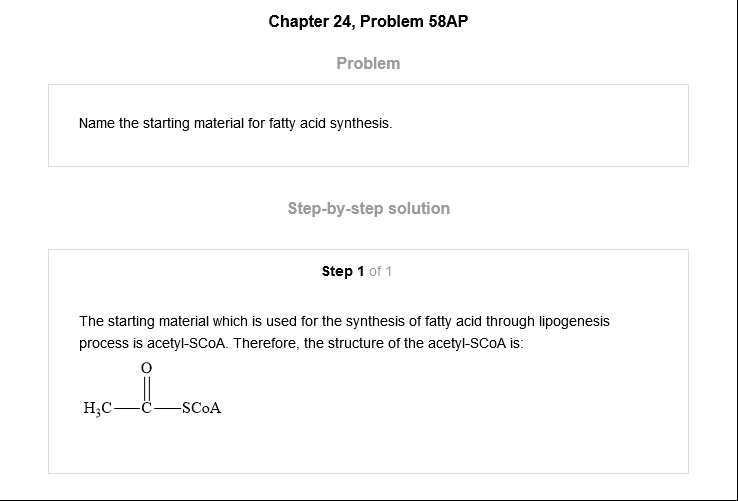 Chapter 24, Problem 58AP
Problem
Name the starting material for fatty acid synthesis.
Step-by-step solution
Step 1 of 1
The starting material which is used for the synthesis of fatty acid through lipogenesis
process is acetyl-SCoA. Therefore, the structure of the acetyl-SCoA is:
O
H₃C—C—SCoA